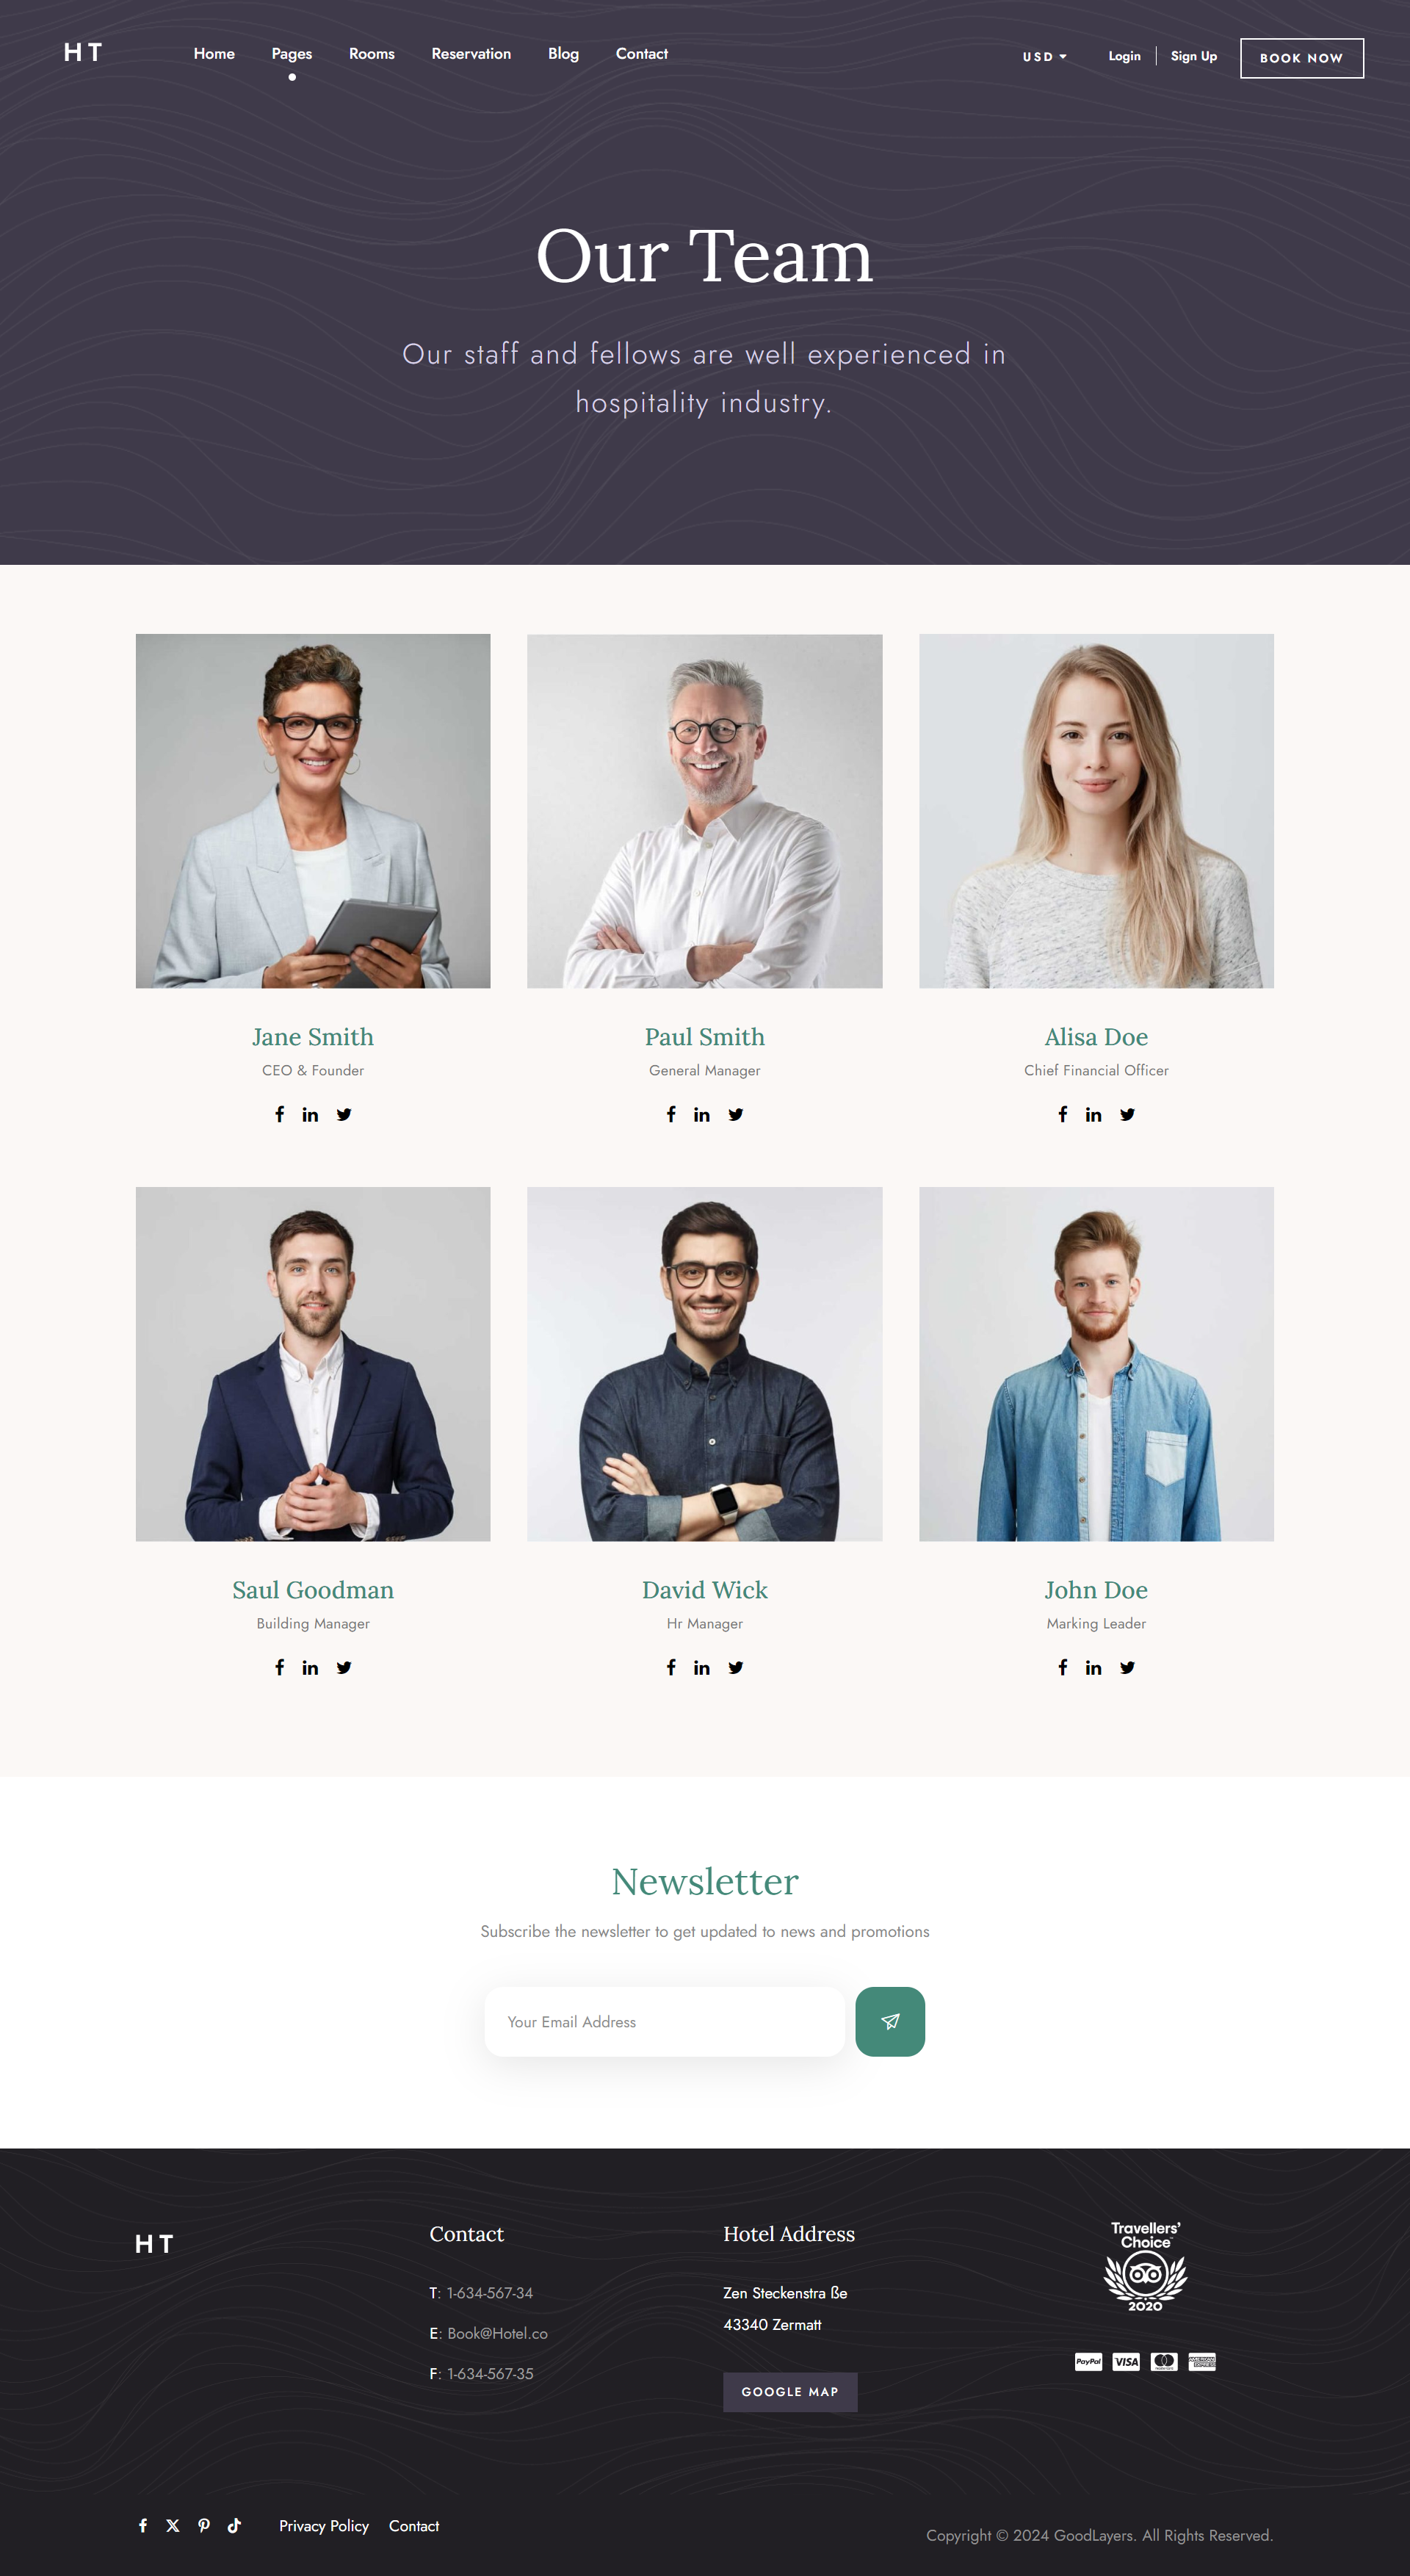 HT
Home Pages Rooms Reservation Blog Contact
USD Login Sign Up BOOK NOW
Our Team
Our staff and fellows are well experienced in
hospitality industry.
Jane Smith
CEO & Founder
Paul Smith
General Manager
Alisa Doe
Chief Financial Officer
Saul Goodman
Building Manager
David Wick
Hr Manager
John Doe
Marking Leader
Newsletter
Subscribe the newsletter to get updated to news and promotions
Your Email Address
HT
Contact
T: 1-634-567-34
E: Book@Hotel.co
F: 1-634-567-35
Hotel Address
Zen Steckenstra ße
43340 Zermatt
GOOGLE MAP
Travellers'
Choice™
2020
PayPal VISA mastercard AMERICAN EXPRESS
Privacy Policy Contact
Copyright © 2024 GoodLayers. All Rights Reserved.